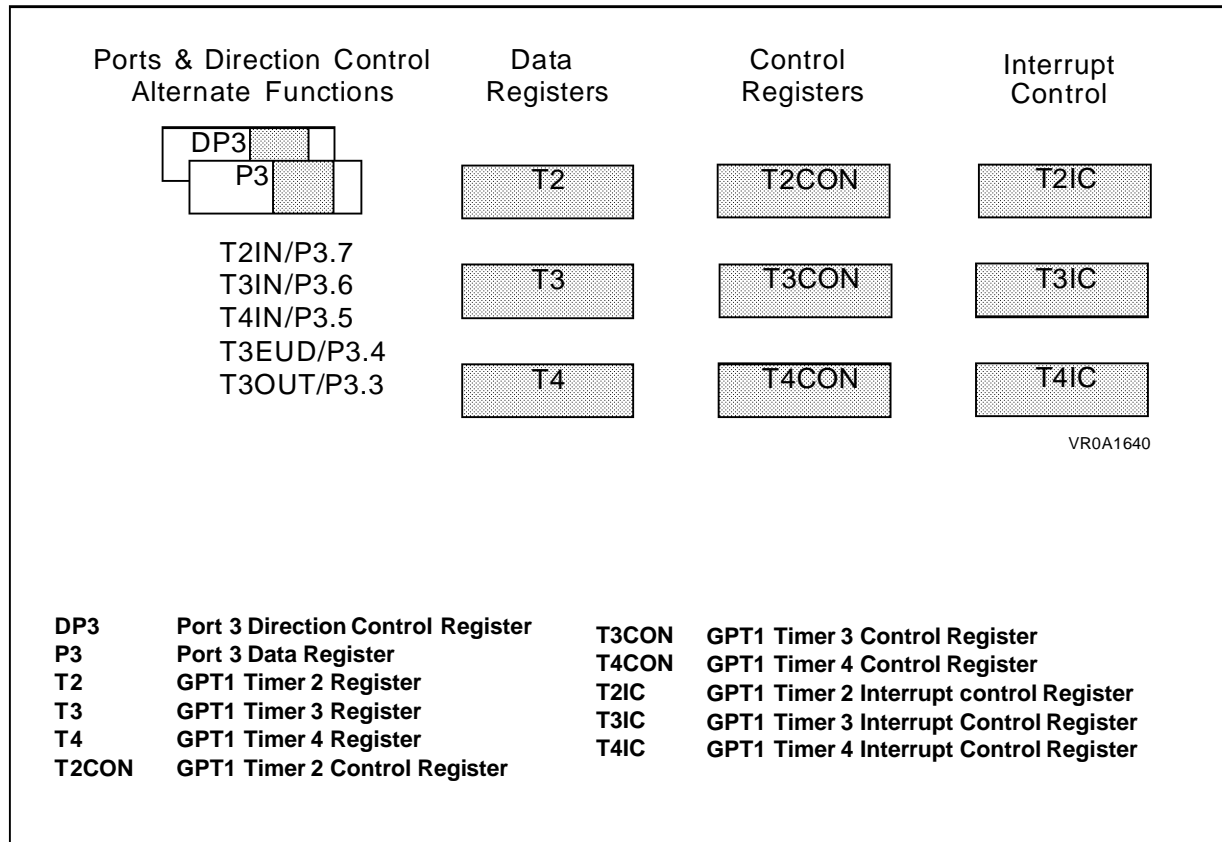 Ports & Direction Control
Alternate Functions
Data
Registers
Control
Registers
Interrupt
Control
DP3
P3
T2IN/P3.7
T3IN/P3.6
T4IN/P3.5
T3EUD/P3.4
T3OUT/P3.3
T2
T2CON
T2IC
T3
T3CON
T3IC
T4
T4CON
T4IC
VR0A1640
DP3 Port 3 Direction Control Register
P3 Port 3 Data Register
T2 GPT1 Timer 2 Register
T3 GPT1 Timer 3 Register
T4 GPT1 Timer 4 Register
T2CON GPT1 Timer 2 Control Register
T3CON GPT1 Timer 3 Control Register
T4CON GPT1 Timer 4 Control Register
T2IC GPT1 Timer 2 Interrupt control Register
T3IC GPT1 Timer 3 Interrupt Control Register
T4IC GPT1 Timer 4 Interrupt Control Register